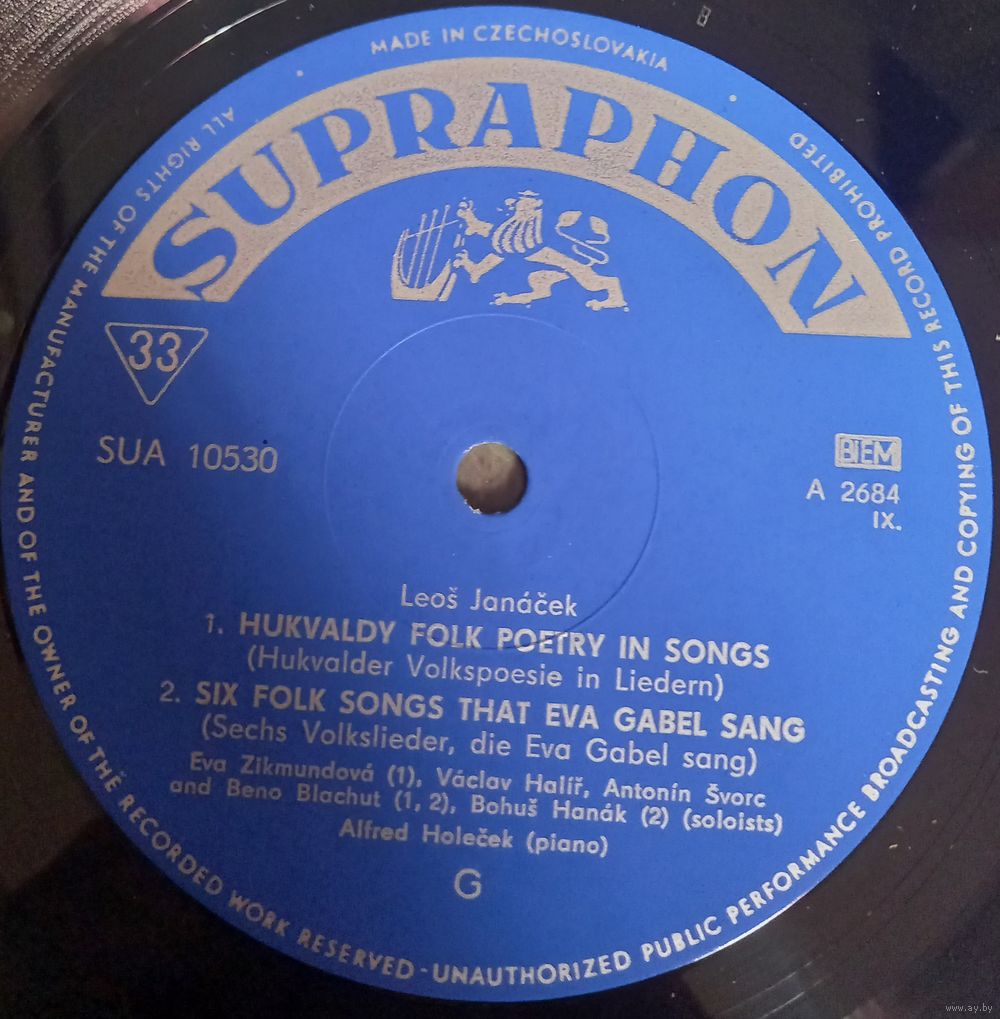 B
MADE IN CZECHOSLOVAKIA
SUPRAPHON
33
SUA 10530
BIEM
A 2684
IX.
Leoš Janáček
1. HUKVALDY FOLK POETRY IN SONGS
(Hukvalder Volkspoesie in Liedern)
2. SIX FOLK SONGS THAT EVA GABEL SANG
(Sechs Volkslieder, die Eva Gabel sang)
Eva Zikmundová (1), Václav Halíř, Antonín Švorc
and Beno Blachut (1, 2), Bohuš Hanák (2) (soloists)
Alfred Holeček (piano)
G
ALL RIGHTS OF THE MANUFACTURER AND OF THE OWNER OF THE RECORDED WORK RESERVED - UNAUTHORIZED PUBLIC PERFORMANCE BROADCASTING AND COPYING OF THIS RECORD PROHIBITED
www.ay.by